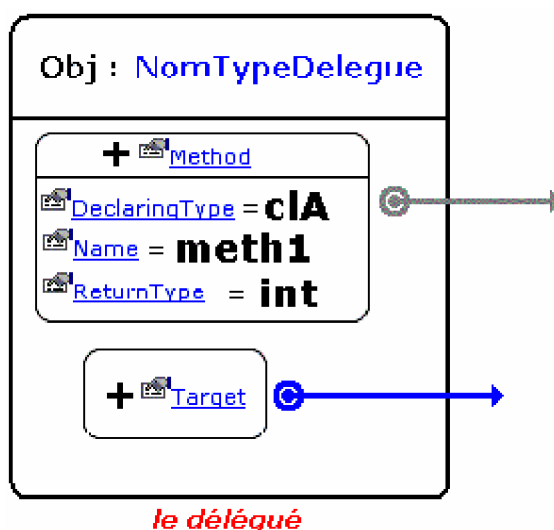 Obj : NomTypeDelegue
+ Method
DeclaringType = clA
Name = meth1
ReturnType = int
+ Target
le délégué